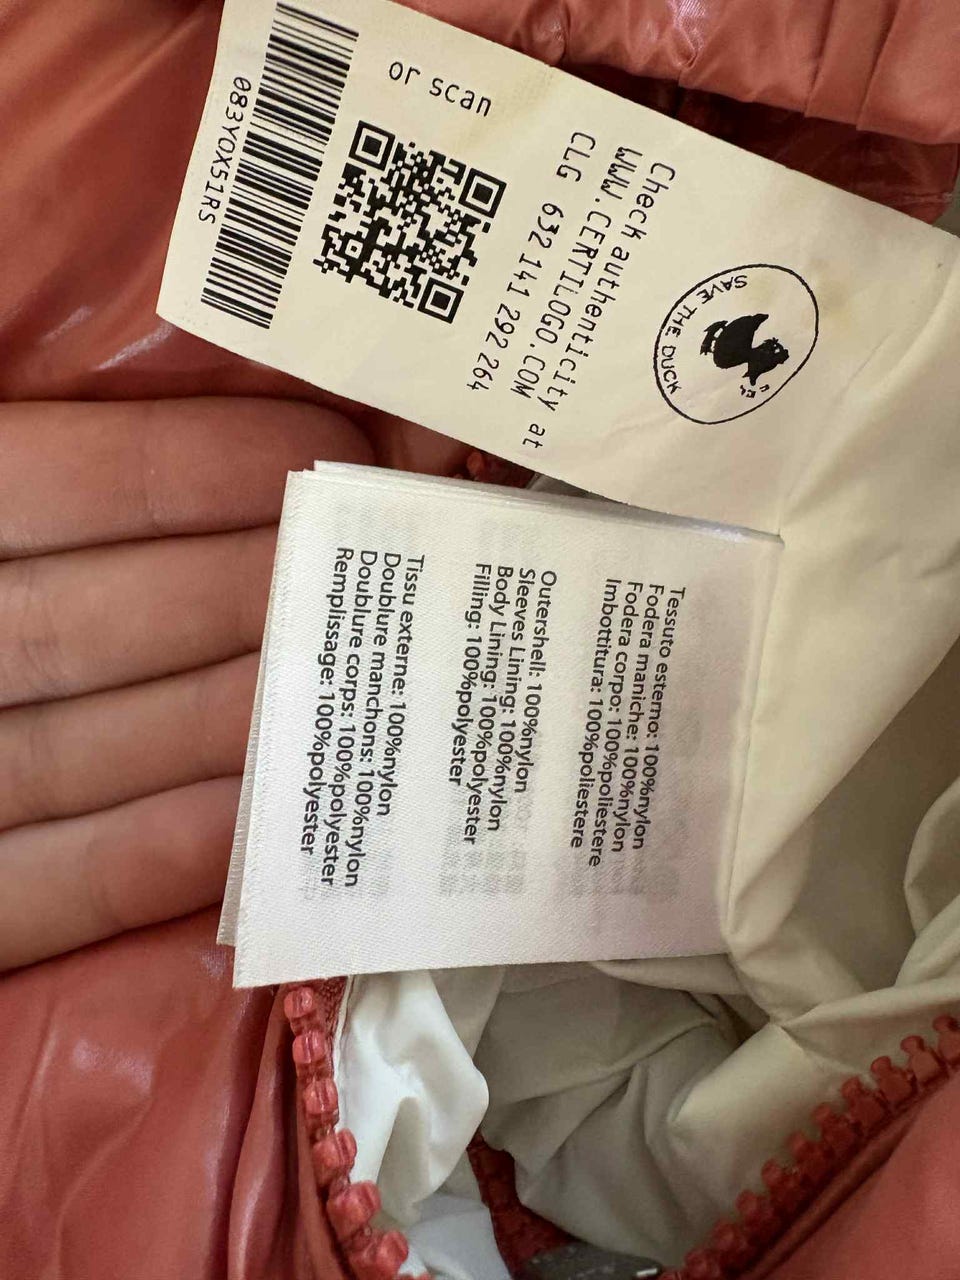 SAVE THE DUCK
Check authenticity at
WWW.CERTILOGO.COM
CLG 632 141 292 264
or scan
083YOX51RS
Tessuto esterno: 100%nylon
Fodera maniche: 100%nylon
Fodera corpo: 100%poliestere
Imbottitura: 100%poliestere
Outershell: 100%nylon
Sleeves Lining: 100%nylon
Body Lining: 100%polyester
Filling: 100%polyester
Tissu externe: 100%nylon
Doublure manchons: 100%nylon
Doublure corps: 100%polyester
Remplissage: 100%polyester